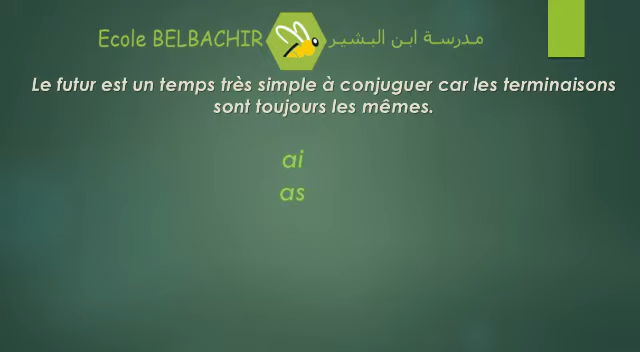 Ecole BELBACHIR مدرسة ابن البشير
Le futur est un temps très simple à conjuguer car les terminaisons
sont toujours les mêmes.
ai
as